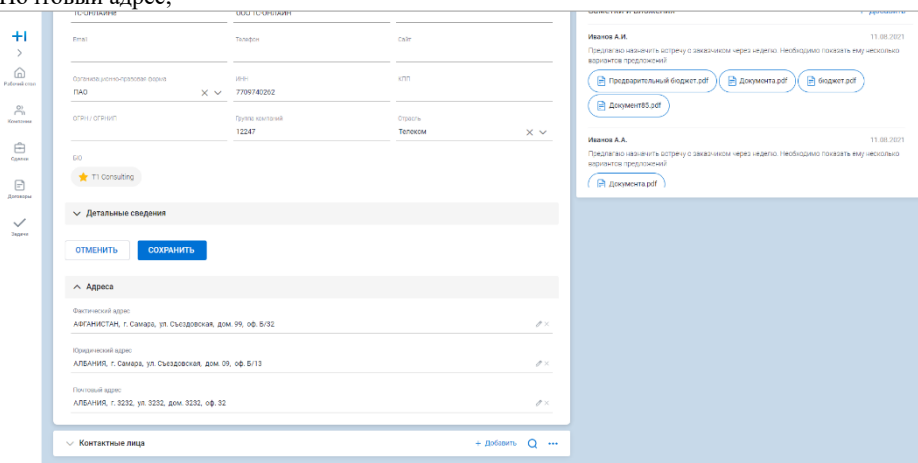 Почтовый адрес;
ТС-ОНЛАЙНЕ
ООО ТС-ОНЛАЙН
+ Добавить
Email
Телефон
Сайт
Организационно-правовая форма
ИНН
КПП
ПАО
7709740262
ОГРН / ОГРНИП
Группа компаний
Отрасль
12247
Телеком
БЮ
T1 Consulting
Детальные сведения
ОТМЕНИТЬ
СОХРАНИТЬ
Адреса
Фактический адрес
АФГАНИСТАН, г. Самара, ул. Съездовская, дом. 99, оф. Б/32
Юридический адрес
АЛБАНИЯ, г. Самара, ул. Съездовская, дом. 09, оф. Б/13
Почтовый адрес
АЛБАНИЯ, г. 3232, ул. 3232, дом. 3232, оф. 32
Контактные лица
+ Добавить
Рабочий стол
Компании
Сделки
Договоры
Задачи
Иванов А.И.
11.08.2021
Предлагаю назначить встречу с заказчиком через неделю. Необходимо показать ему несколько
вариантов предложений
Предварительный бюджет.pdf
Документа.pdf
бюджет.pdf
Документ85.pdf
Иванов А.А.
11.08.2021
Предлагаю назначить встречу с заказчиком через неделю. Необходимо показать ему несколько
вариантов предложений
Документа.pdf